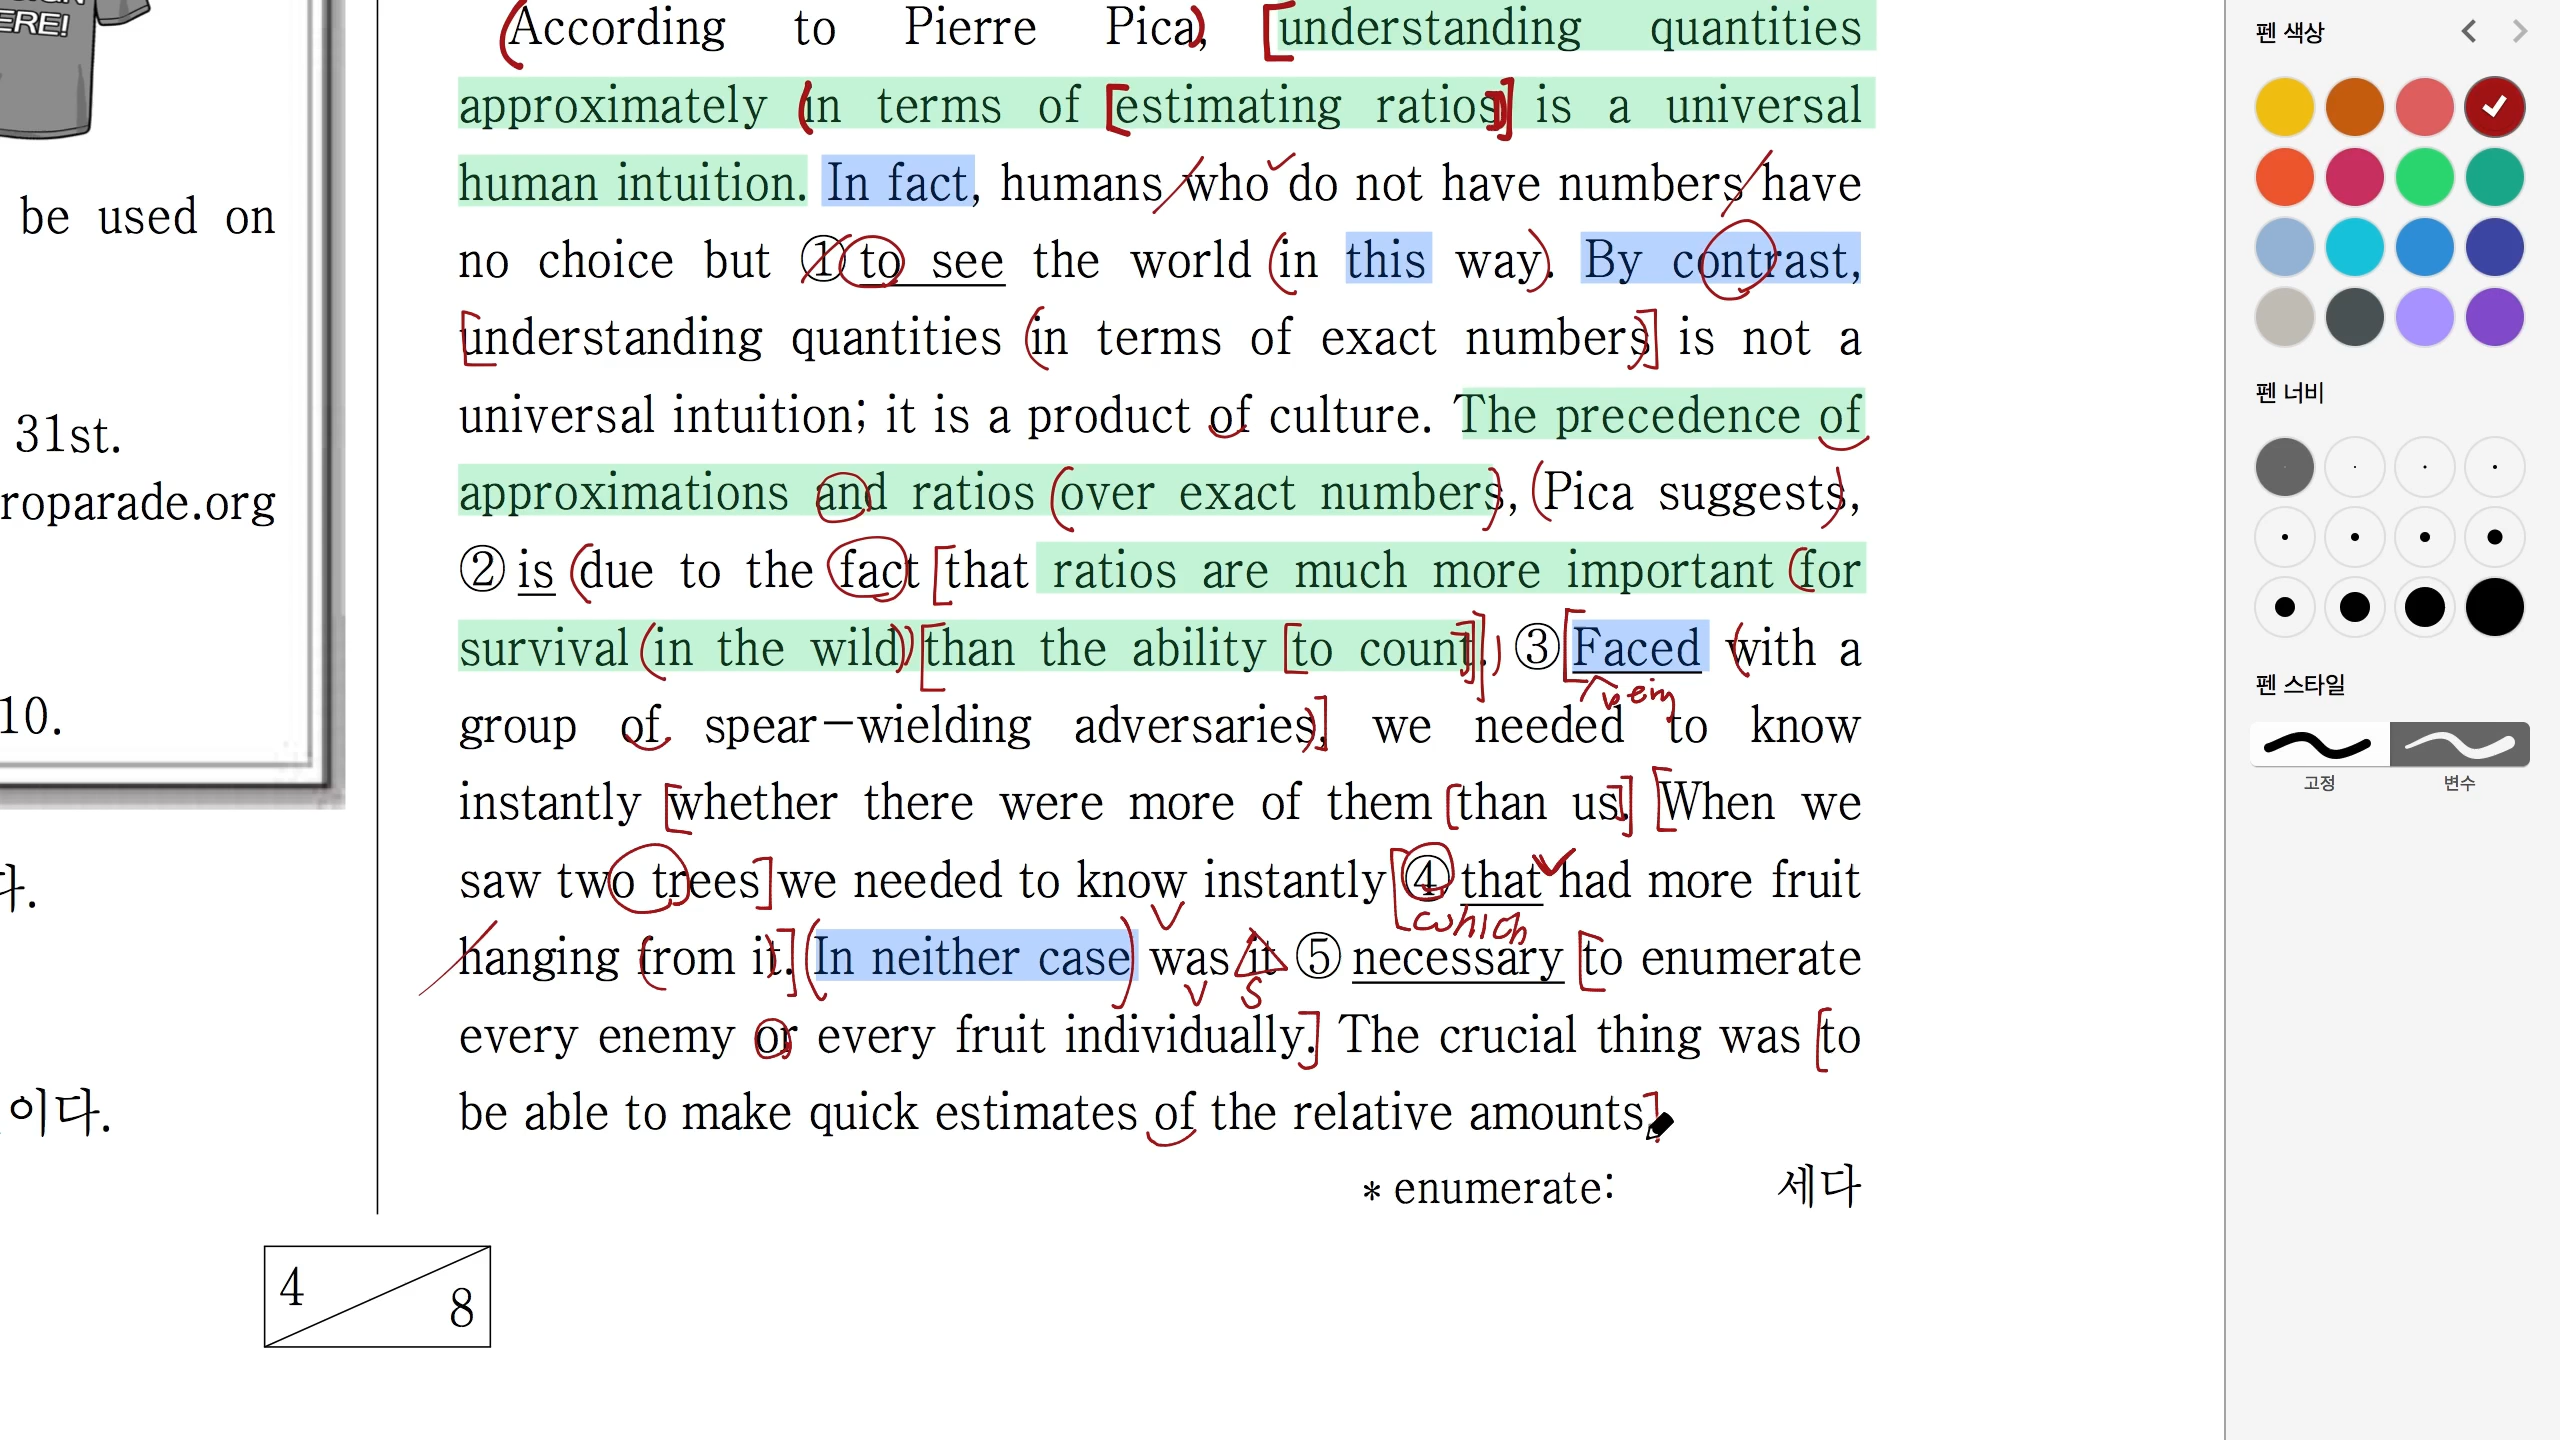 ERE!
be used on
31st.
roparade.org
10.
다.
이다.
According to Pierre Pica, understanding quantities
approximately in terms of estimating ratios is a universal
human intuition. In fact, humans who do not have numbers have
no choice but ① to see the world in this way. By contrast,
understanding quantities in terms of exact numbers is not a
universal intuition; it is a product of culture. The precedence of
approximations and ratios over exact numbers, Pica suggests,
② is due to the fact that ratios are much more important for
survival in the wild than the ability to count. ③ Faced with a
group of spear-wielding adversaries, we needed to know
instantly whether there were more of them than us. When we
saw two trees we needed to know instantly ④ that had more fruit
which
hanging from it. In neither case was it ⑤ necessary to enumerate
V S
every enemy or every fruit individually. The crucial thing was to
be able to make quick estimates of the relative amounts.
* enumerate: 세다
4
8
펜 색상
펜 너비
펜 스타일
고정 변수